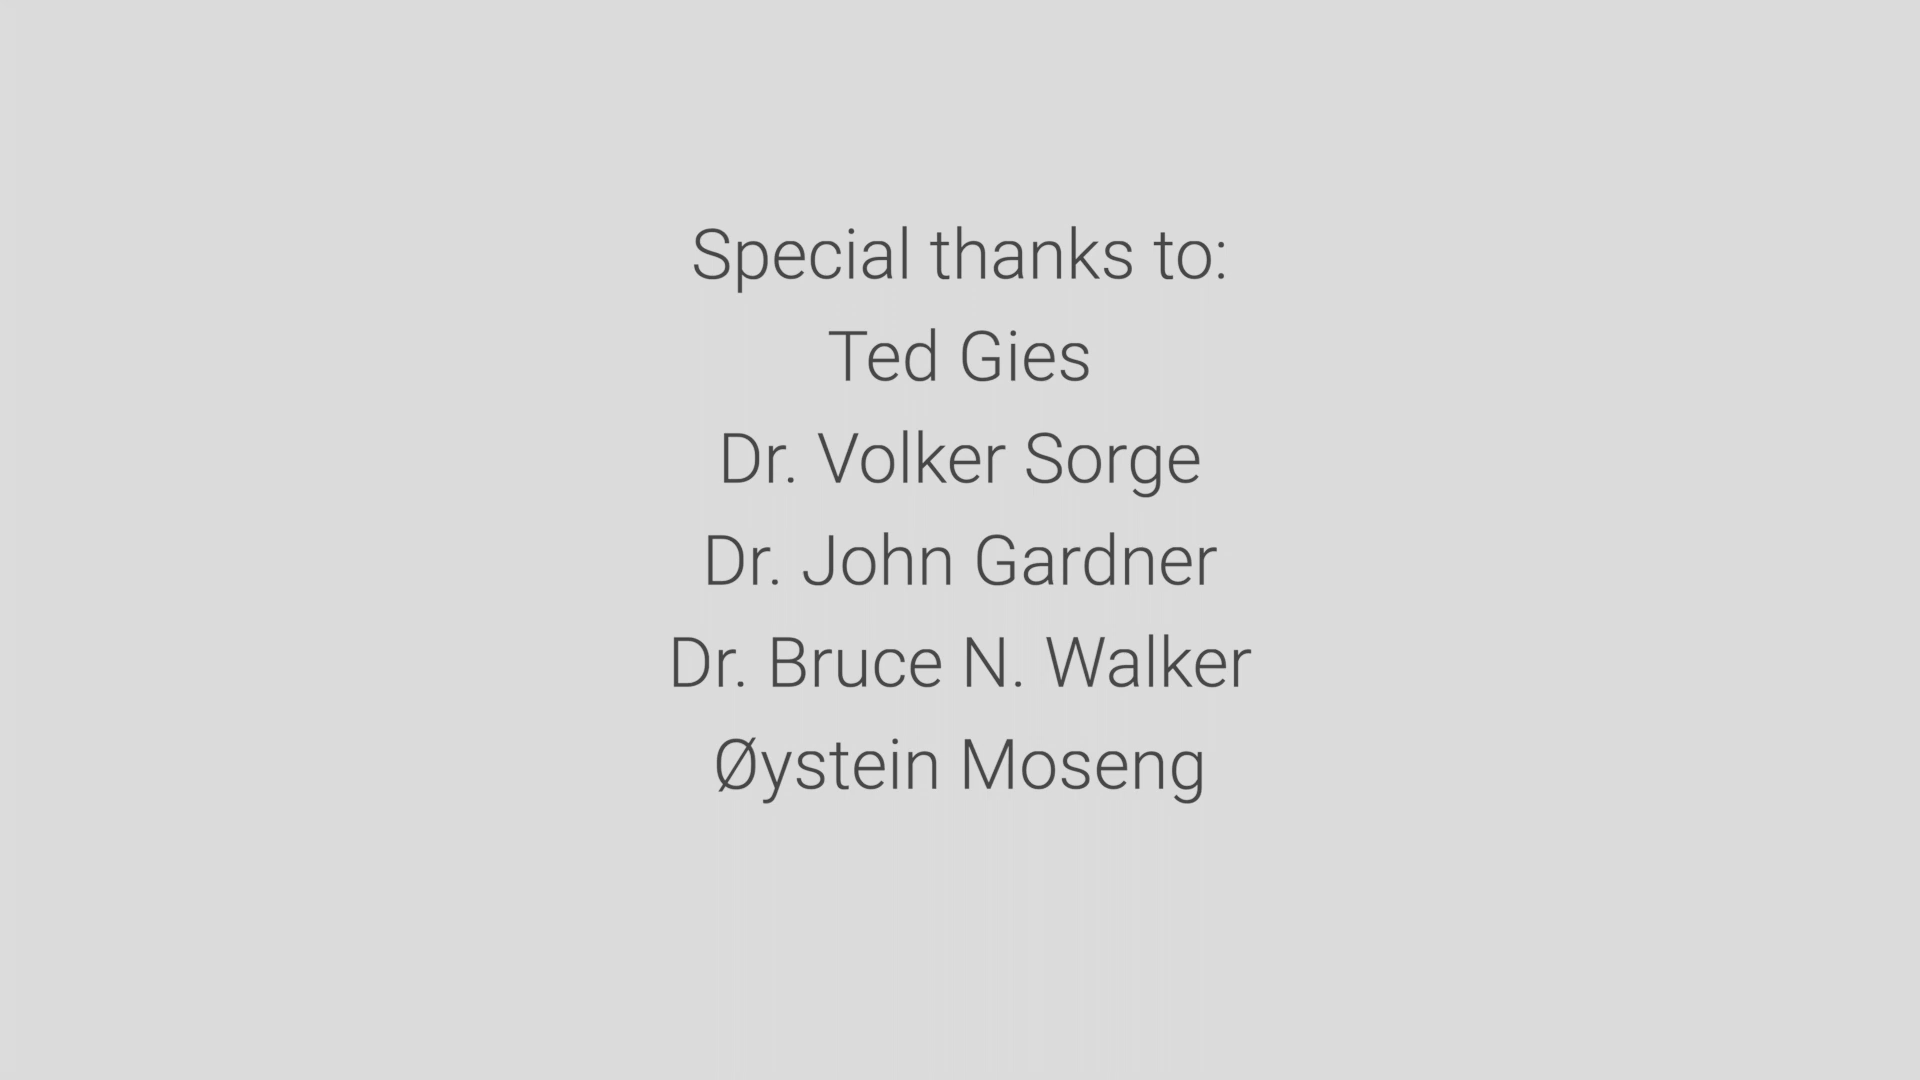 Special thanks to:
Ted Gies
Dr. Volker Sorge
Dr. John Gardner
Dr. Bruce N. Walker
Øystein Moseng